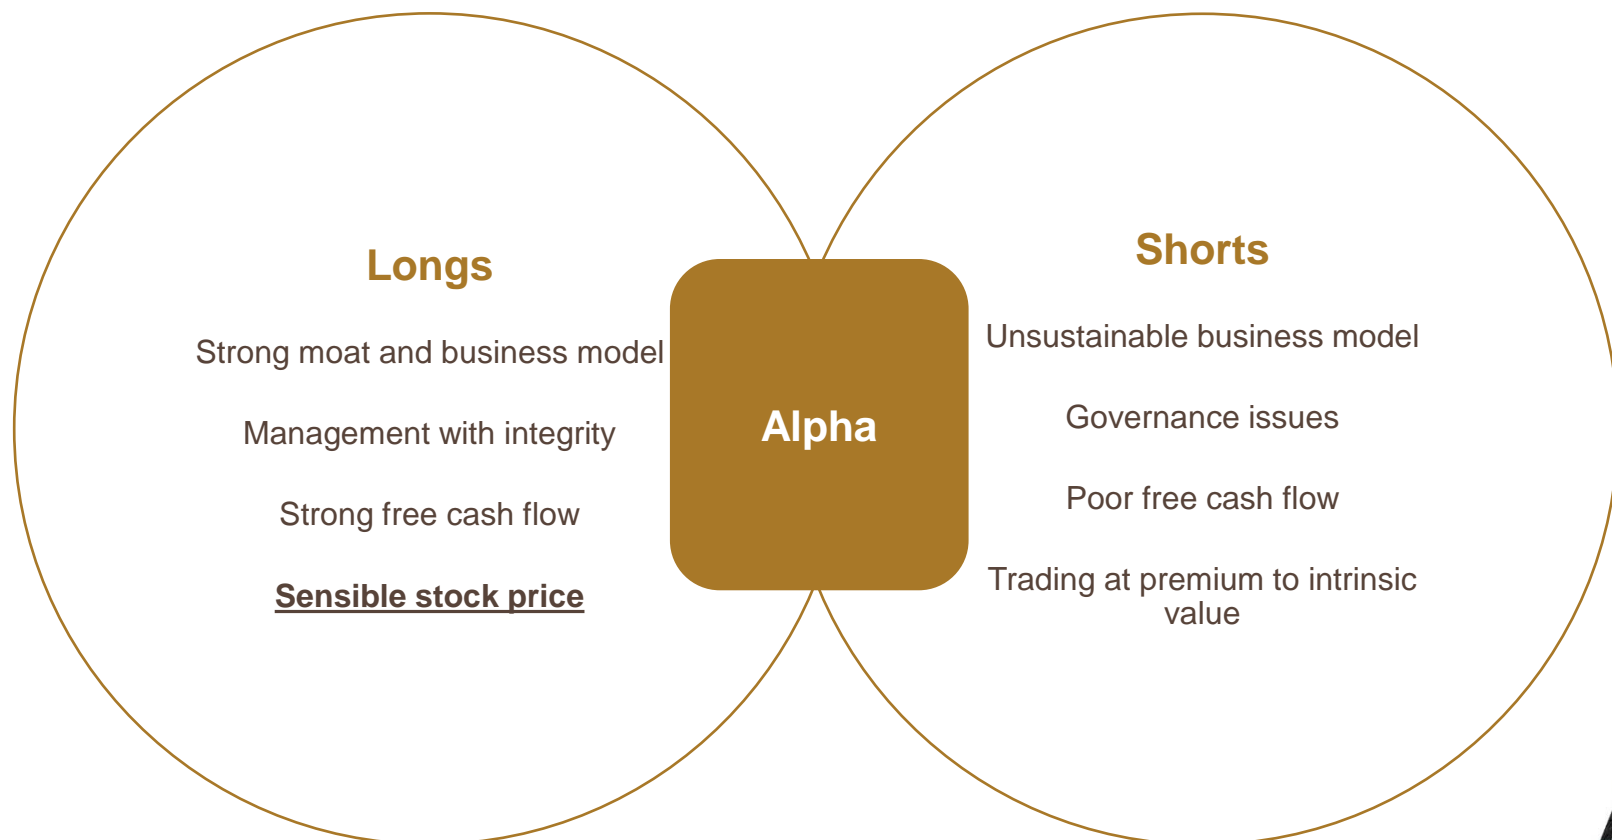 Longs
Strong moat and business model
Management with integrity
Strong free cash flow
Sensible stock price
Alpha
Shorts
Unsustainable business model
Governance issues
Poor free cash flow
Trading at premium to intrinsic
value